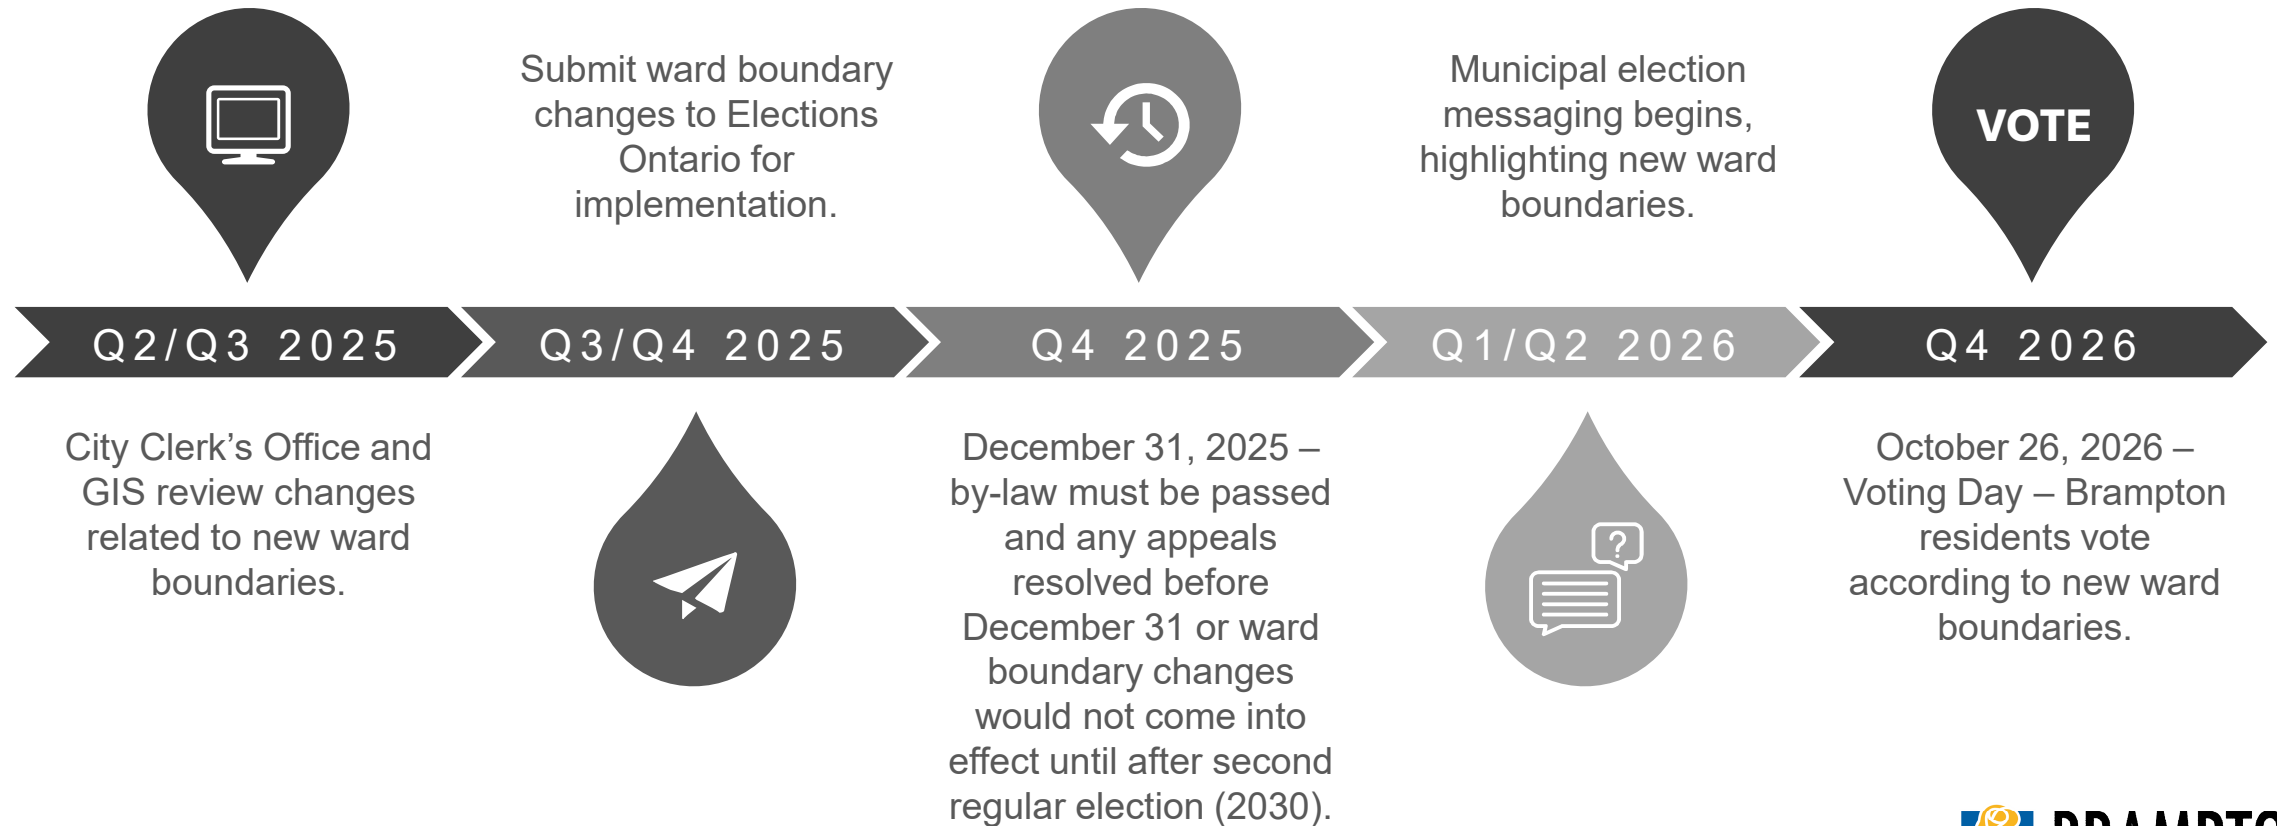 Submit ward boundary
changes to Elections
Ontario for
implementation.
Municipal election
messaging begins,
highlighting new ward
boundaries.
VOTE
Q2/Q3 2025
Q3/Q4 2025
Q4 2025
Q1/Q2 2026
Q4 2026
City Clerk’s Office and
GIS review changes
related to new ward
boundaries.
December 31, 2025 –
by-law must be passed
and any appeals
resolved before
December 31 or ward
boundary changes
would not come into
effect until after second
regular election (2030).
?
October 26, 2026 –
Voting Day – Brampton
residents vote
according to new ward
boundaries.